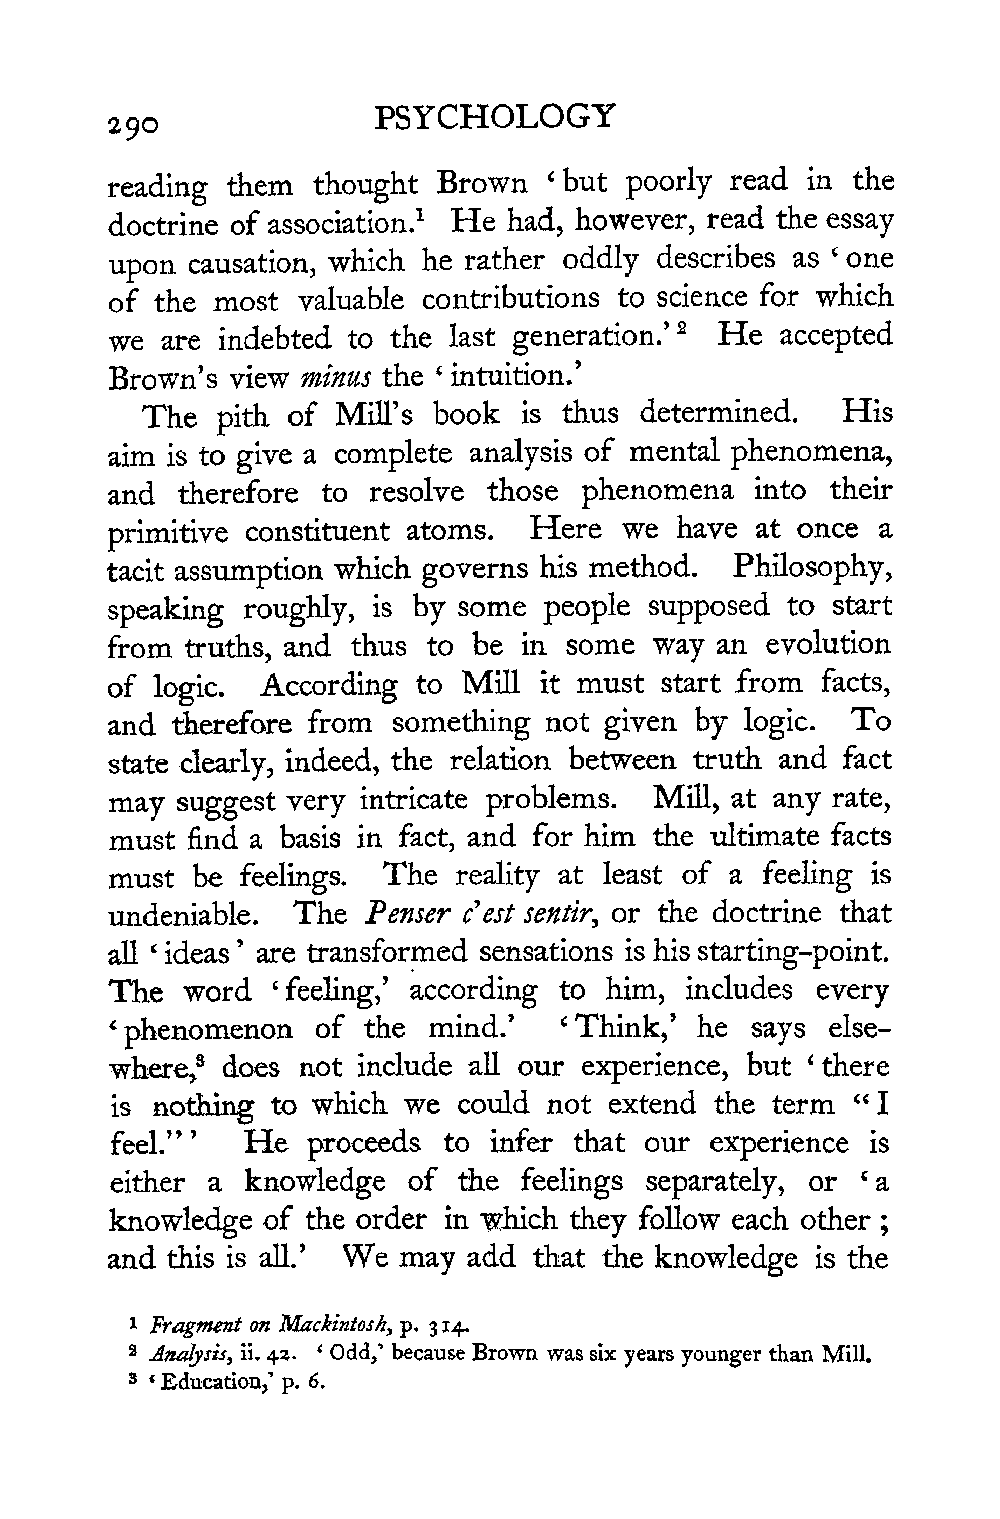 290 PSYCHOLOGY
reading them thought Brown ‘ but poorly read in the
doctrine of association.¹ He had, however, read the essay
upon causation, which he rather oddly describes as ‘ one
of the most valuable contributions to science for which
we are indebted to the last generation.’ ² He accepted
Brown’s view minus the ‘ intuition.’
The pith of Mill’s book is thus determined. His
aim is to give a complete analysis of mental phenomena,
and therefore to resolve those phenomena into their
primitive constituent atoms. Here we have at once a
tacit assumption which governs his method. Philosophy,
speaking roughly, is by some people supposed to start
from truths, and thus to be in some way an evolution
of logic. According to Mill it must start from facts,
and therefore from something not given by logic. To
state clearly, indeed, the relation between truth and fact
may suggest very intricate problems. Mill, at any rate,
must find a basis in fact, and for him the ultimate facts
must be feelings. The reality at least of a feeling is
undeniable. The Penser c’est sentir, or the doctrine that
all ‘ ideas ’ are transformed sensations is his starting-point.
The word ‘ feeling,’ according to him, includes every
‘ phenomenon of the mind.’ ‘ Think,’ he says else-
where,³ does not include all our experience, but ‘ there
is nothing to which we could not extend the term “ I
feel.” ’ He proceeds to infer that our experience is
either a knowledge of the feelings separately, or ‘ a
knowledge of the order in which they follow each other ;
and this is all.’ We may add that the knowledge is the
¹ Fragment on Mackintosh, p. 314.
² Analysis, ii. 42. ‘ Odd,’ because Brown was six years younger than Mill.
³ ‘ Education,’ p. 6.